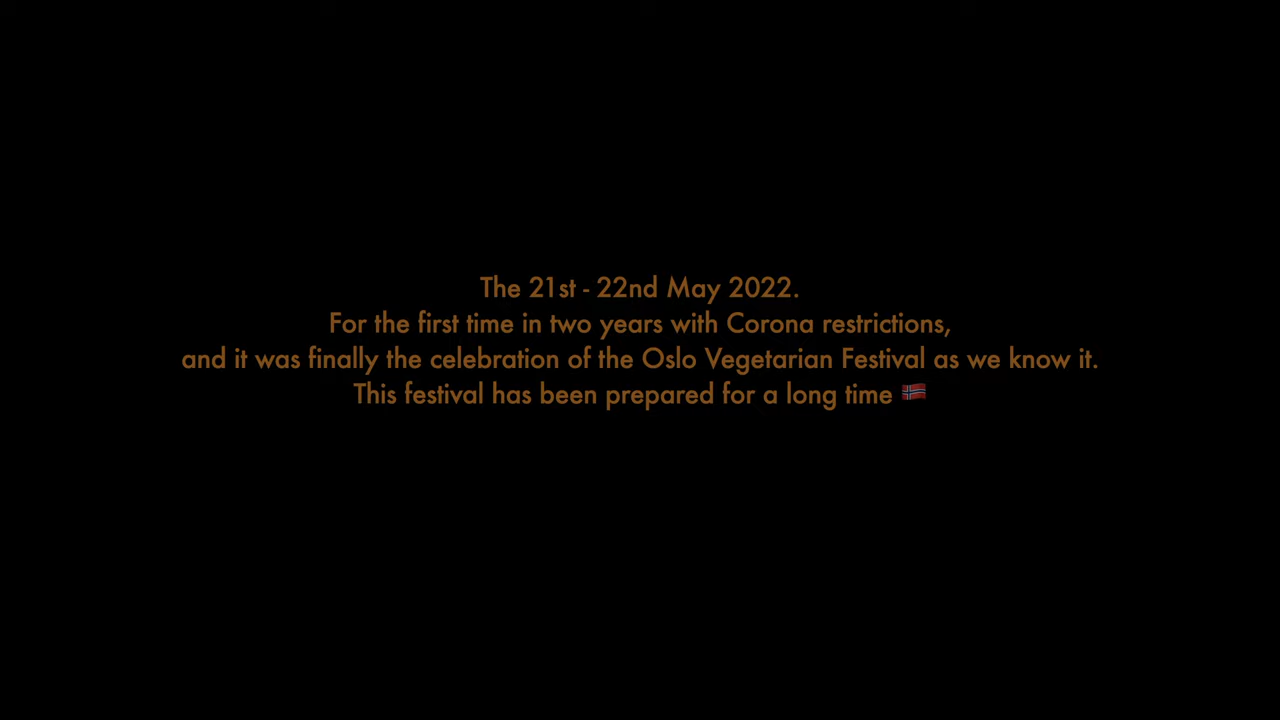 The 21st - 22nd May 2022.
For the first time in two years with Corona restrictions,
and it was finally the celebration of the Oslo Vegetarian Festival as we know it.
This festival has been prepared for a long time 🇳🇴